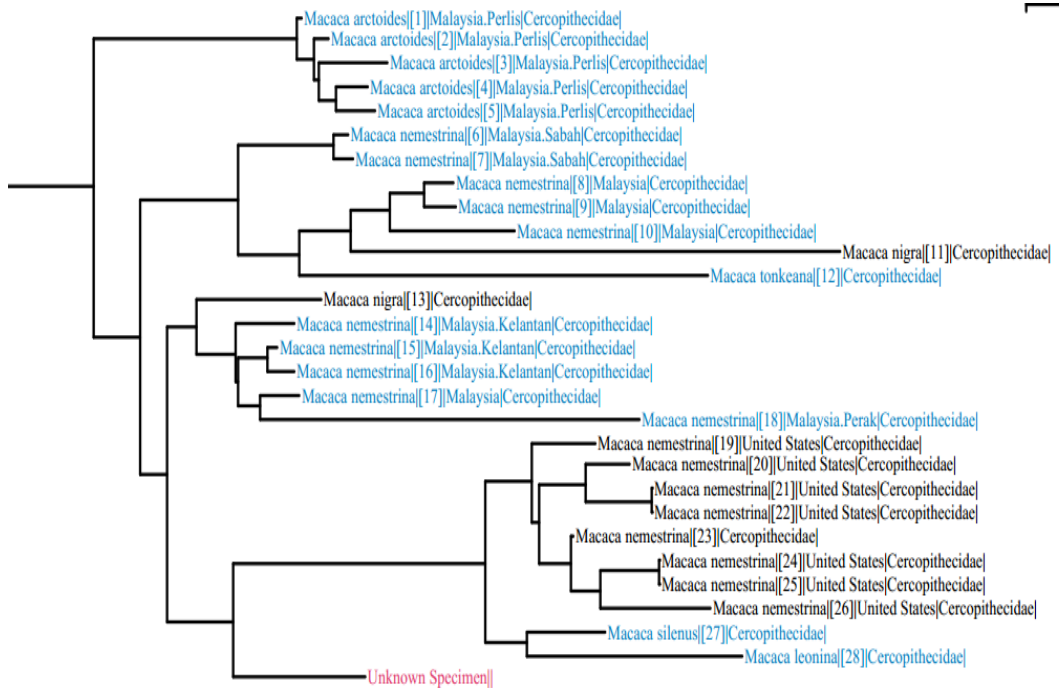 Macaca arctoides|[1]|Malaysia.Perlis|Cercopithecidae|
Macaca arctoides|[2]|Malaysia.Perlis|Cercopithecidae|
Macaca arctoides|[3]|Malaysia.Perlis|Cercopithecidae|
Macaca arctoides|[4]|Malaysia.Perlis|Cercopithecidae|
Macaca arctoides|[5]|Malaysia.Perlis|Cercopithecidae|
Macaca nemestrina|[6]|Malaysia.Sabah|Cercopithecidae|
Macaca nemestrina|[7]|Malaysia.Sabah|Cercopithecidae|
Macaca nemestrina|[8]|Malaysia|Cercopithecidae|
Macaca nemestrina|[9]|Malaysia|Cercopithecidae|
Macaca nemestrina|[10]|Malaysia|Cercopithecidae|
Macaca nigra|[11]|Cercopithecidae|
Macaca tonkeana|[12]|Cercopithecidae|
Macaca nigra|[13]|Cercopithecidae|
Macaca nemestrina|[14]|Malaysia.Kelantan|Cercopithecidae|
Macaca nemestrina|[15]|Malaysia.Kelantan|Cercopithecidae|
Macaca nemestrina|[16]|Malaysia.Kelantan|Cercopithecidae|
Macaca nemestrina|[17]|Malaysia|Cercopithecidae|
Macaca nemestrina|[18]|Malaysia.Perak|Cercopithecidae|
Macaca nemestrina|[19]|United States|Cercopithecidae|
Macaca nemestrina|[20]|United States|Cercopithecidae|
Macaca nemestrina|[21]|United States|Cercopithecidae|
Macaca nemestrina|[22]|United States|Cercopithecidae|
Macaca nemestrina|[23]|Cercopithecidae|
Macaca nemestrina|[24]|United States|Cercopithecidae|
Macaca nemestrina|[25]|United States|Cercopithecidae|
Macaca nemestrina|[26]|United States|Cercopithecidae|
Macaca silenus|[27]|Cercopithecidae|
Macaca leonina|[28]|Cercopithecidae|
Unknown Specimen||